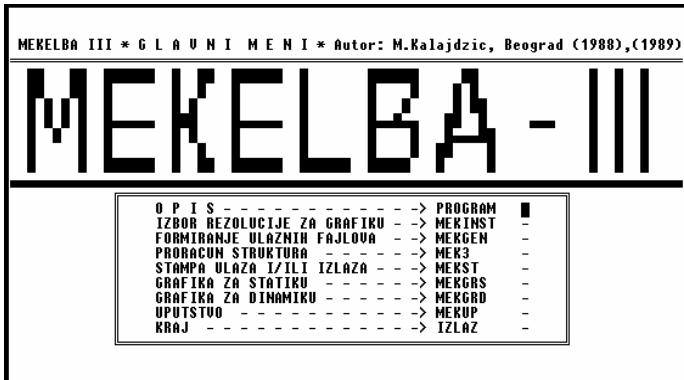 MEKELBA III * G L A V N I  M E N I * Autor: M.Kalajdzic, Beograd (1988),(1989)
MEKELBA - III
O P I S - - - - - - - - - - - - -> PROGRAM
IZBOR REZOLUCIJE ZA GRAFIKU - -> MEKINST -
FORMIRANJE ULAZNIH FAJLOVA - -> MEKGEN -
PRORACUN STRUKTURA - - - - - -> MEK3 -
STAMPA ULAZA I/ILI IZLAZA - - -> MEKST -
GRAFIKA ZA STATIKU - - - - - -> MEKGRS -
GRAFIKA ZA DINAMIKU - - - - - -> MEKGRD -
UPUTSTVO - - - - - - - - - - - -> MEKUP -
KRAJ - - - - - - - - - - - - - -> IZLAZ -